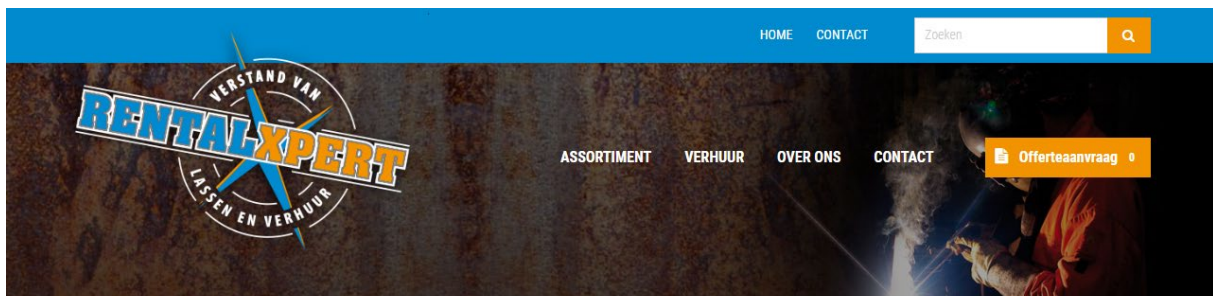 HOME CONTACT Zoeken
VERSTAND VAN
RENTALXPERT
LASSEN EN VERHUUR
ASSORTIMENT VERHUUR OVER ONS CONTACT Offerteaanvraag 0